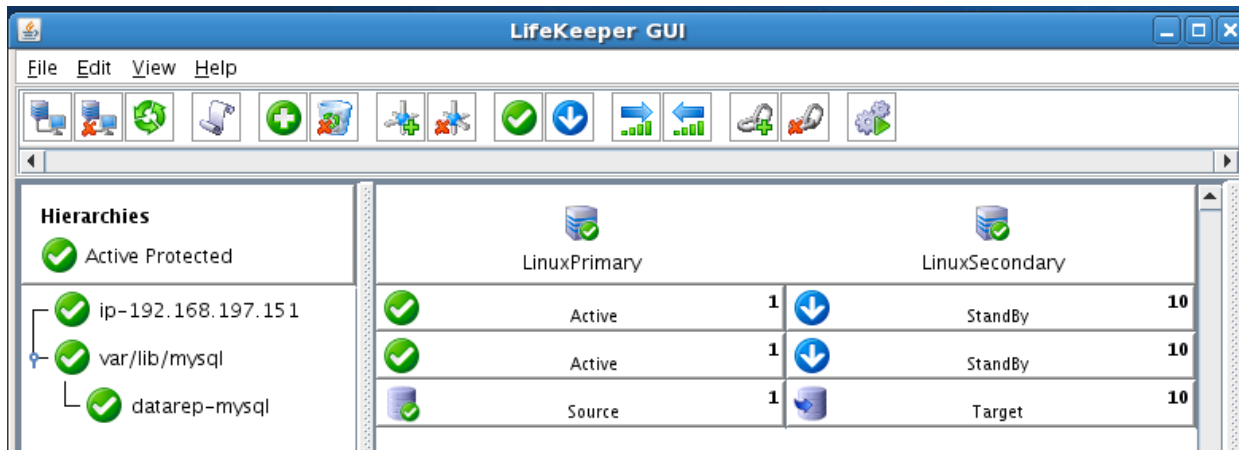 LifeKeeper GUI
File Edit View Help
Hierarchies
Active Protected
LinuxPrimary LinuxSecondary
ip-192.168.197.151 Active 1 StandBy 10
var/lib/mysql Active 1 StandBy 10
datarep-mysql Source 1 Target 10